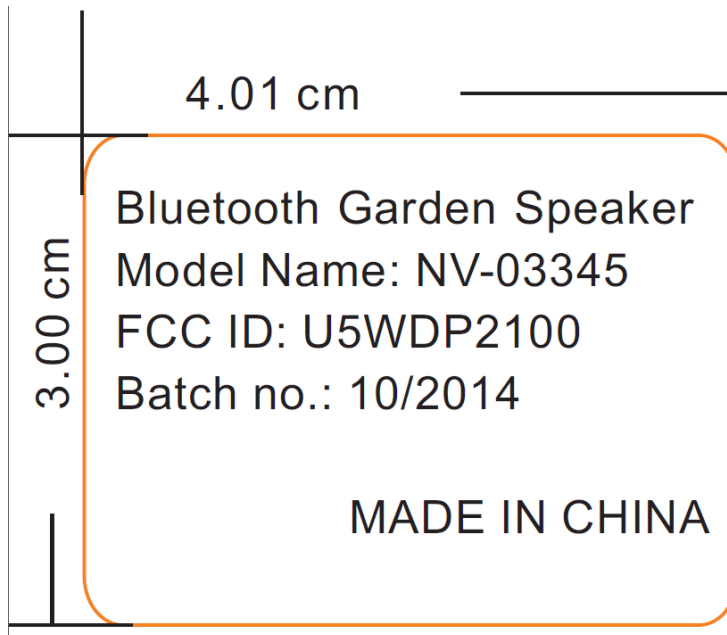 4.01 cm
3.00 cm
Bluetooth Garden Speaker
Model Name: NV-03345
FCC ID: U5WDP2100
Batch no.: 10/2014
MADE IN CHINA